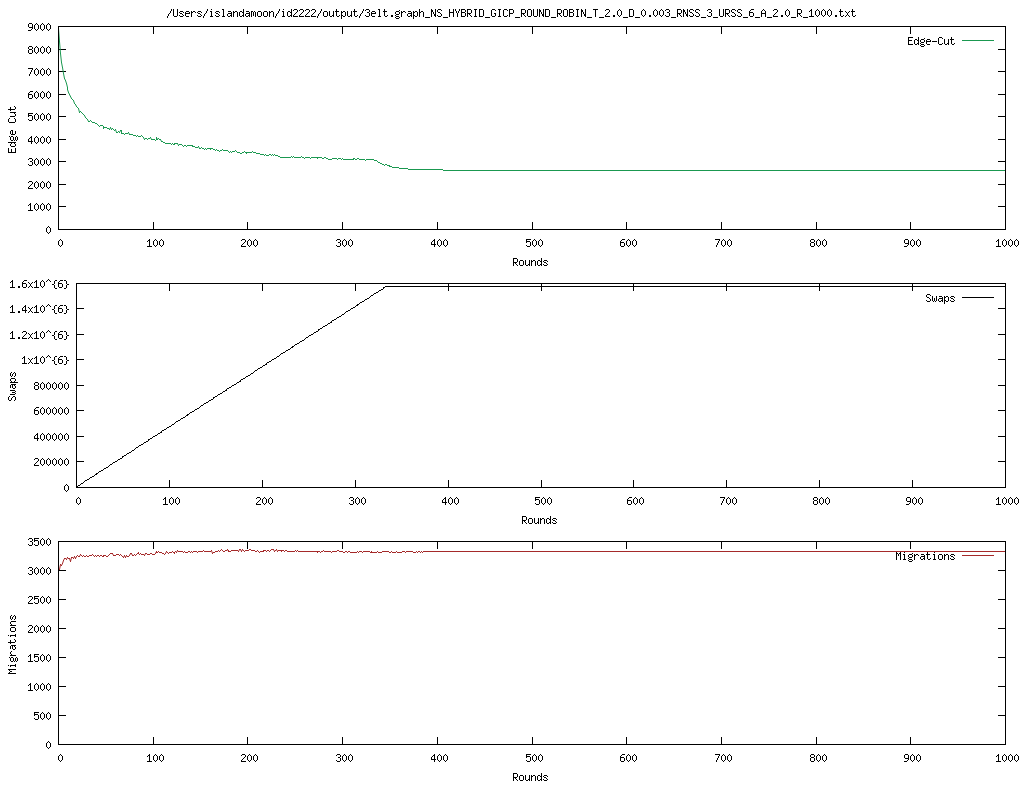 /Users/islandamoon/id2222/output/3elt.graph_NS_HYBRID_GICP_ROUND_ROBIN_T_2.0_D_0.003_RNSS_3_URSS_6_A_2.0_R_1000.txt
9000
8000
7000
6000
5000
4000
3000
2000
1000
0
Edge Cut
Edge-Cut
0 100 200 300 400 500 600 700 800 900 1000
Rounds
1.6x10^{6}
1.4x10^{6}
1.2x10^{6}
1x10^{6}
800000
600000
400000
200000
0
Swaps
Swaps
0 100 200 300 400 500 600 700 800 900 1000
Rounds
3500
3000
2500
2000
1500
1000
500
0
Migrations
Migrations
0 100 200 300 400 500 600 700 800 900 1000
Rounds